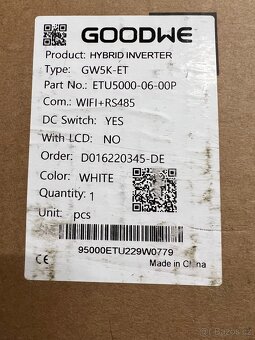 GOODWE
Product: HYBRID INVERTER
Type: GW5K-ET
Part No.: ETU5000-06-00P
Com.: WIFI+RS485
DC Switch: YES
With LCD: NO
Order: D016220345-DE
Color: WHITE
Quantity: 1
Unit: pcs
95000ETU229W0779
CE Made in China